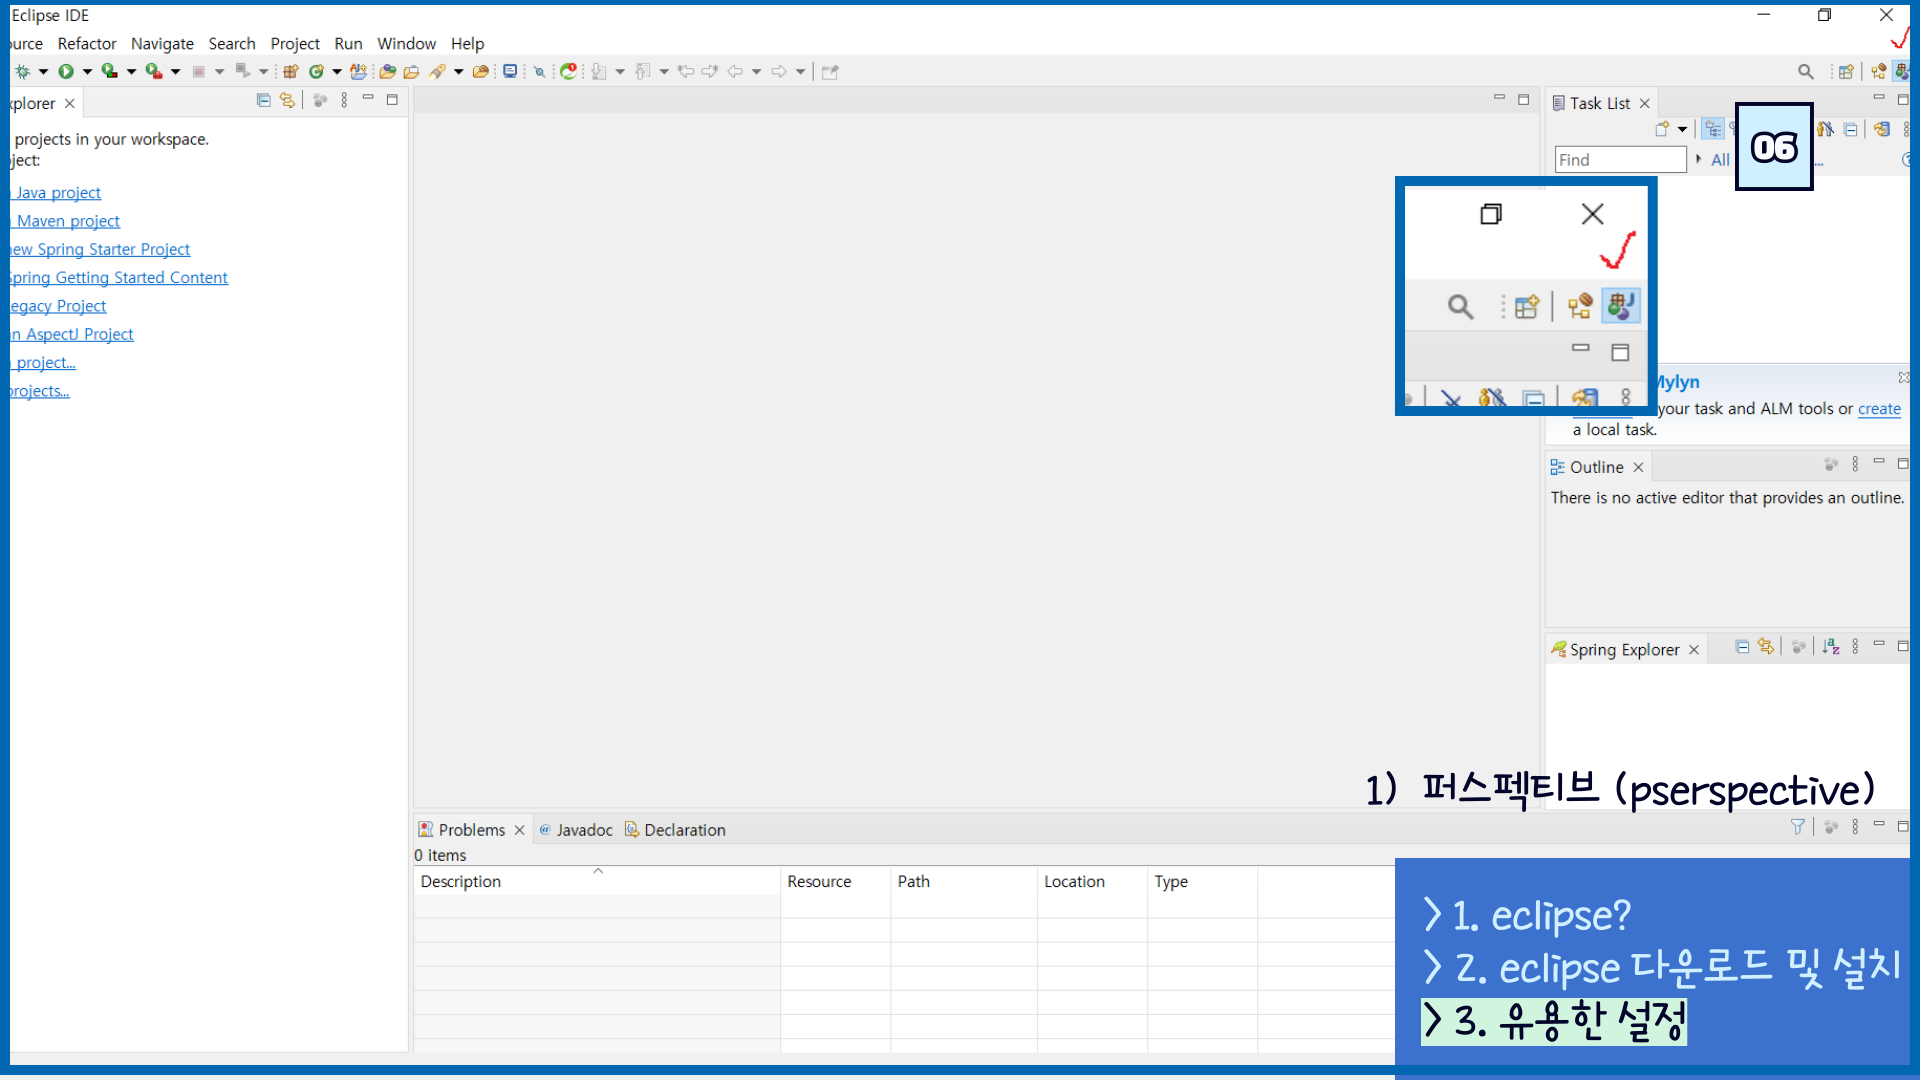 Eclipse IDE
urce Refactor Navigate Search Project Run Window Help
xplorer
projects in your workspace.
ject:
Java project
Maven project
new Spring Starter Project
Spring Getting Started Content
egacy Project
n AspectJ Project
project...
projects...
Task List
06
Find
All
...
Mylyn
your task and ALM tools or create
a local task.
Outline
There is no active editor that provides an outline.
Spring Explorer
1) 퍼스펙티브 (pserspective)
Problems @ Javadoc Declaration
0 items
Description Resource Path Location Type
> 1. eclipse?
> 2. eclipse 다운로드 및 설치
> 3. 유용한 설정